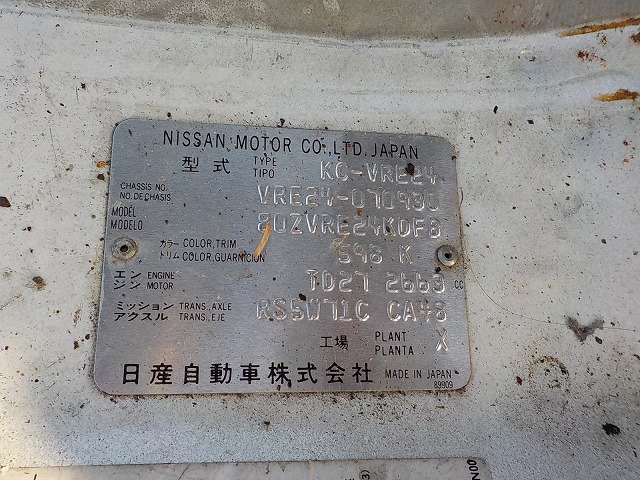 NISSAN MOTOR CO.,LTD. JAPAN
型式 TYPE TIPO KC-VRE24
CHASSIS NO. NO.DE CHASIS VRE24-070930
MODEL MODELO
カラー COLOR,TRIM トリム COLOR,GUARNICION 598 K
エンジン ENGINE MOTOR TD27 2663 cc
ミッション TRANS.,AXLE アクスル TRANS.,EJE RS5W71C CA48
工場 PLANT PLANTA X
日産自動車株式会社 MADE IN JAPAN
89909